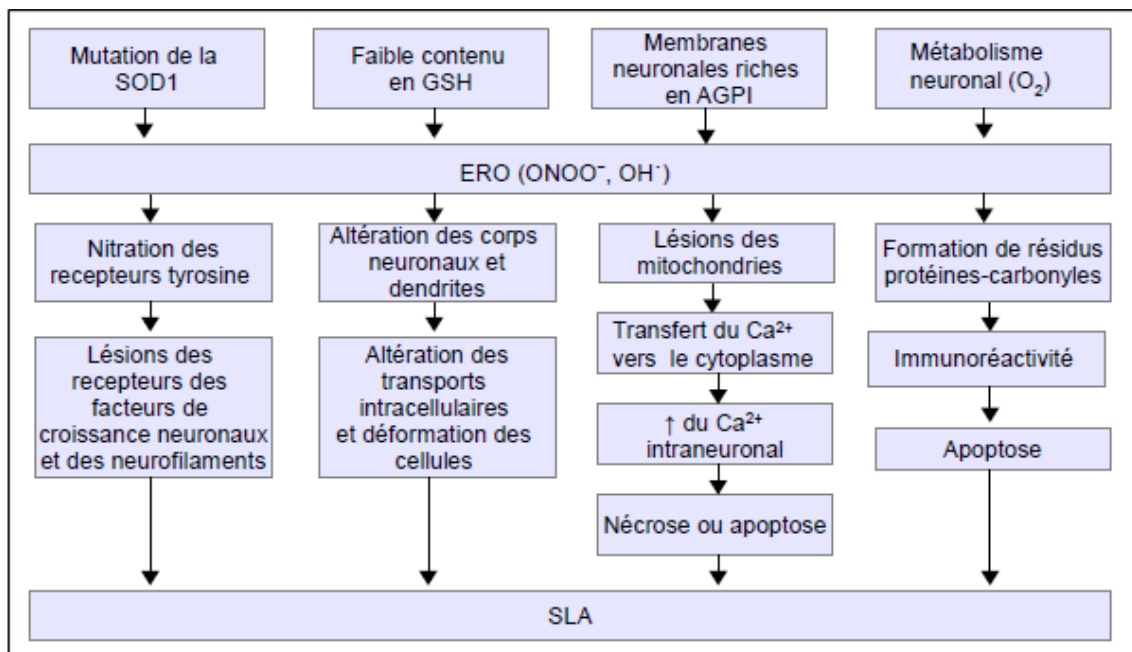 Mutation de la
SOD1
Faible contenu
en GSH
Membranes
neuronales riches
en AGPI
Métabolisme
neuronal (O₂)
ERO (ONOO⁻, OH˙)
Nitration des
recepteurs tyrosine
Altération des corps
neuronaux et
dendrites
Lésions des
mitochondries
Formation de résidus
protéines-carbonyles
Lésions des
recepteurs des
facteurs de
croissance neuronaux
et des neurofilaments
Altération des
transports
intracellulaires
et déformation des
cellules
Transfert du Ca²⁺
vers le cytoplasme
↑ du Ca²⁺
intraneuronal
Nécrose ou apoptose
Immunoréactivité
Apoptose
SLA